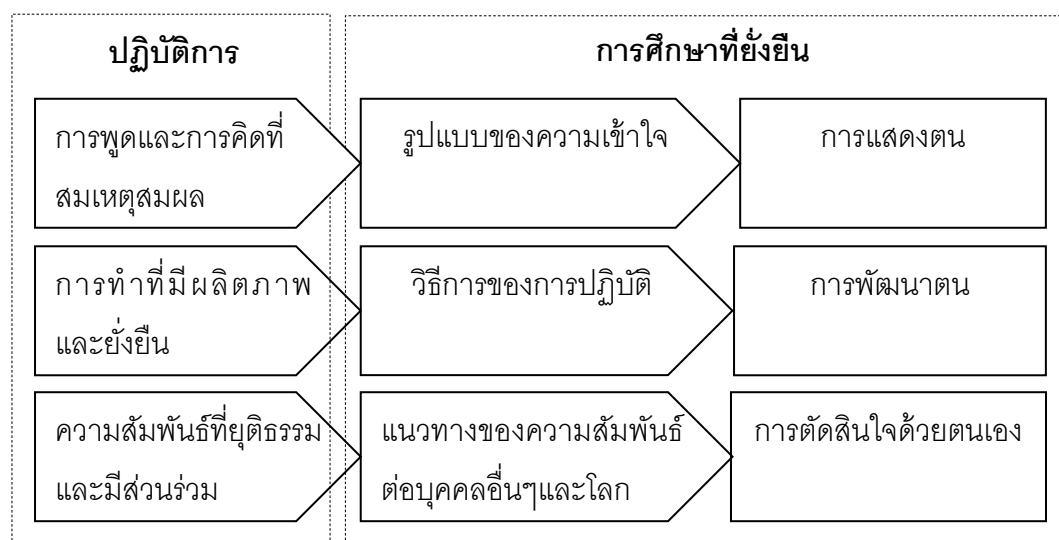 ปฏิบัติการ
การศึกษาที่ยั่งยืน
การพูดและการคิดที่
สมเหตุสมผล
รูปแบบของความเข้าใจ
การแสดงตน
การทำที่มีผลิตภาพ
และยั่งยืน
วิธีการของการปฏิบัติ
การพัฒนาตน
ความสัมพันธ์ที่ยุติธรรม
และมีส่วนร่วม
แนวทางของความสัมพันธ์
ต่อบุคคลอื่นๆและโลก
การตัดสินใจด้วยตนเอง